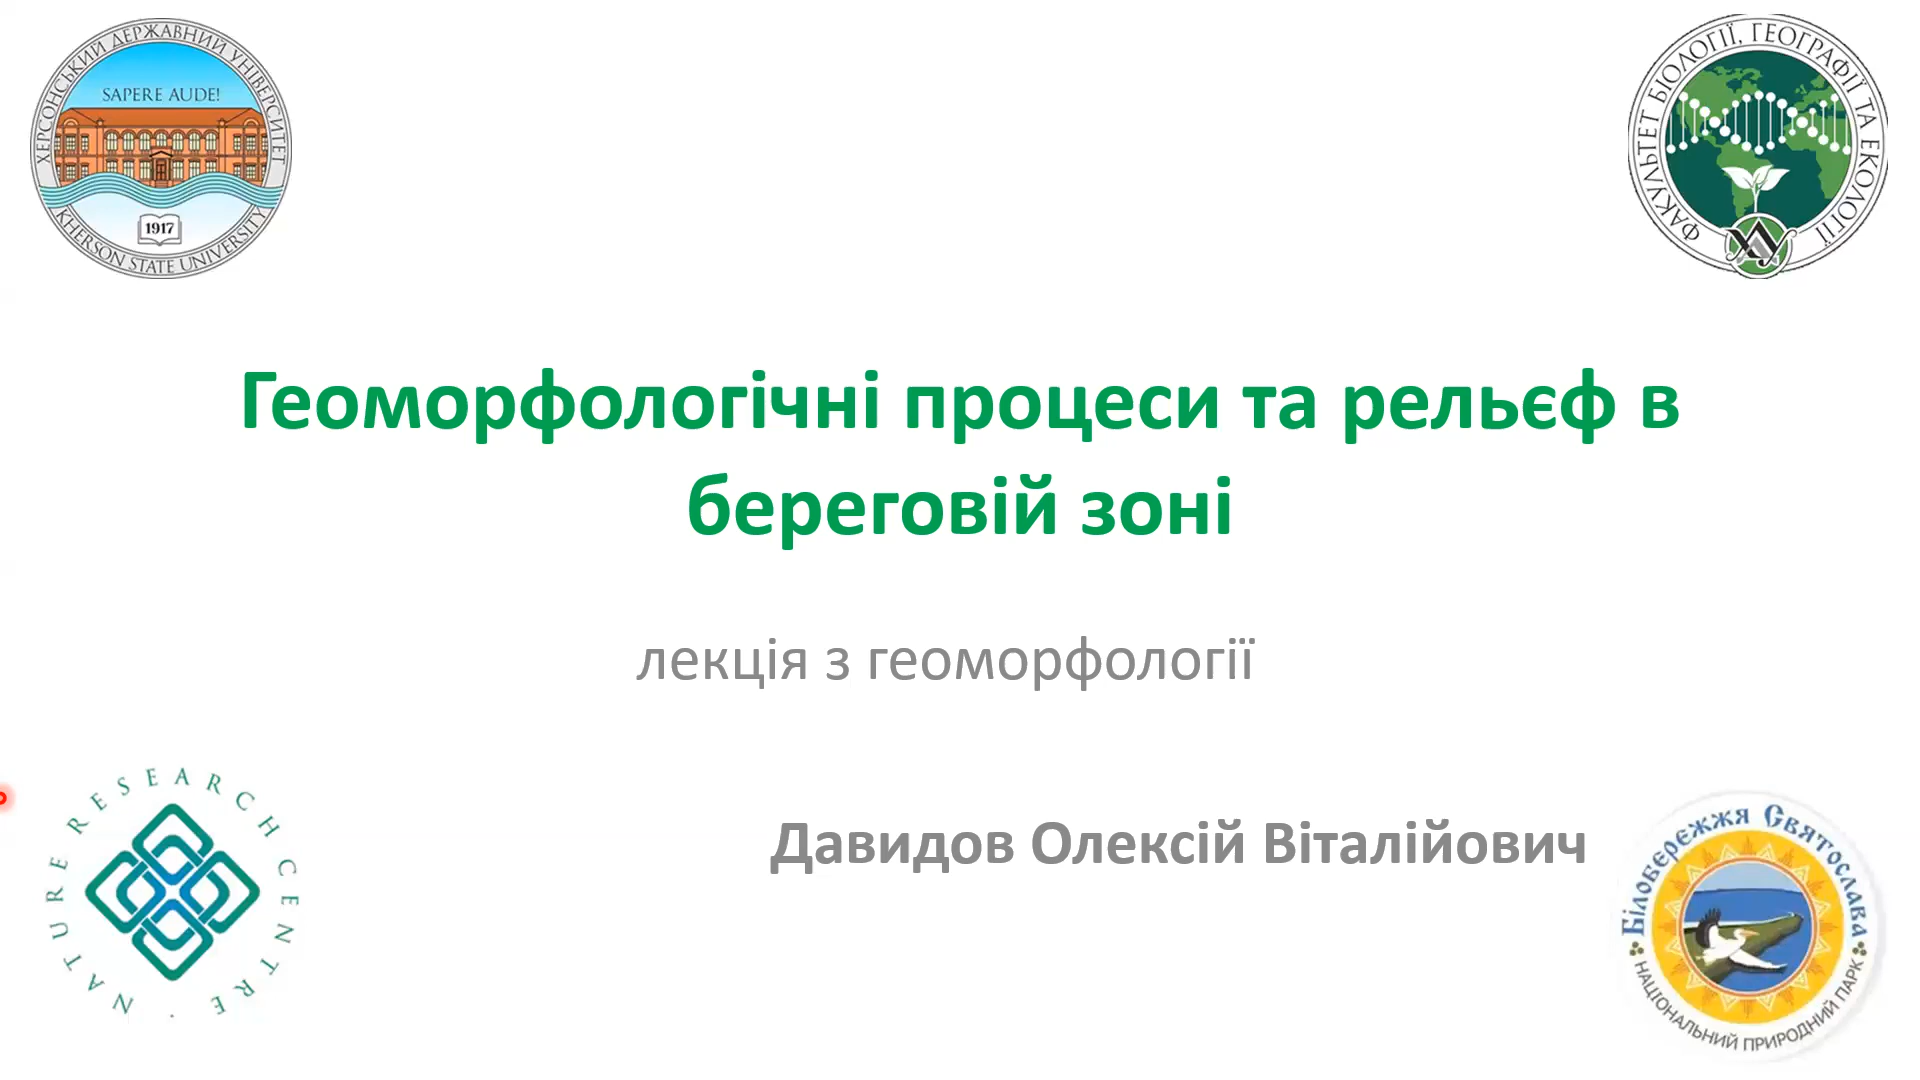 ХЕРСОНСЬКИЙ ДЕРЖАВНИЙ УНІВЕРСИТЕТ
SAPERE AUDE!
1917
KHERSON STATE UNIVERSITY
ФАКУЛЬТЕТ БІОЛОГІЇ, ГЕОГРАФІЇ ТА ЕКОЛОГІЇ
ХДУ
Геоморфологічні процеси та рельєф в
береговій зоні
лекція з геоморфології
Давидов Олексій Віталійович
NATURE RESEARCH CENTRE
Білобережжя Святослава
НАЦІОНАЛЬНИЙ ПРИРОДНИЙ ПАРК